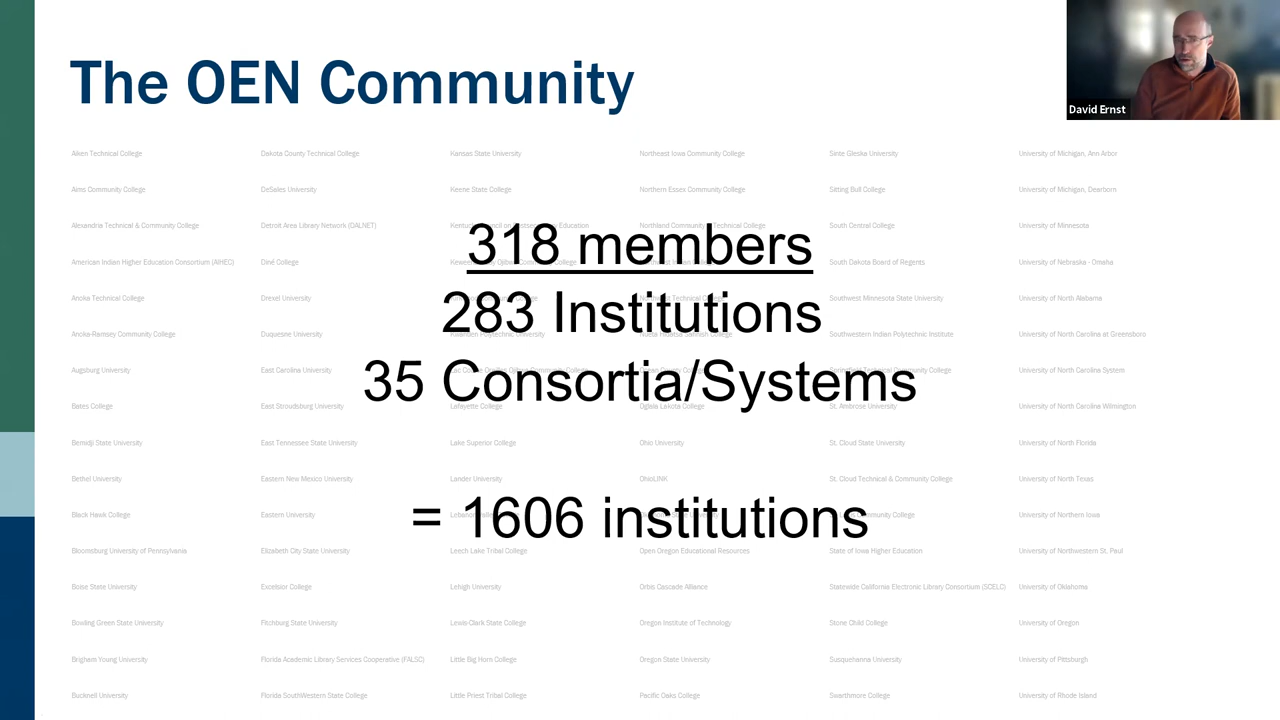 The OEN Community
David Ernst
318 members
283 Institutions
35 Consortia/Systems
= 1606 institutions
Aiken Technical College
Aims Community College
Alexandria Technical & Community College
American Indian Higher Education Consortium (AIHEC)
Anoka Technical College
Anoka-Ramsey Community College
Augsburg University
Bates College
Bemidji State University
Bethel University
Black Hawk College
Bloomsburg University of Pennsylvania
Boise State University
Bowling Green State University
Brigham Young University
Bucknell University
Dakota County Technical College
DeSales University
Detroit Area Library Network (DALNET)
Diné College
Drexel University
Duquesne University
East Carolina University
East Stroudsburg University
East Tennessee State University
Eastern New Mexico University
Eastern University
Elizabeth City State University
Excelsior College
Fitchburg State University
Florida Academic Library Services Cooperative (FALSC)
Florida SouthWestern State College
Kansas State University
Keene State College
Lafayette College
Lake Superior College
Lander University
Leech Lake Tribal College
Lehigh University
Lewis-Clark State College
Little Big Horn College
Little Priest Tribal College
Northeast Iowa Community College
Northern Essex Community College
Northland Community Technical College
Oglala Lakota College
Ohio University
OhioLINK
Open Oregon Educational Resources
Orbis Cascade Alliance
Oregon Institute of Technology
Oregon State University
Pacific Oaks College
Sinte Gleska University
Sitting Bull College
South Central College
South Dakota Board of Regents
Southwest Minnesota State University
Southwestern Indian Polytechnic Institute
Community College
St. Ambrose University
St. Cloud State University
St. Cloud Technical & Community College
Community College
State of Iowa Higher Education
Statewide California Electronic Library Consortium (SCELC)
Stone Child College
Susquehanna University
Swarthmore College
University of Michigan, Ann Arbor
University of Michigan, Dearborn
University of Minnesota
University of Nebraska - Omaha
University of North Alabama
University of North Carolina at Greensboro
University of North Carolina System
University of North Carolina Wilmington
University of North Florida
University of North Texas
University of Northern Iowa
University of Northwestern St. Paul
University of Oklahoma
University of Oregon
University of Pittsburgh
University of Rhode Island